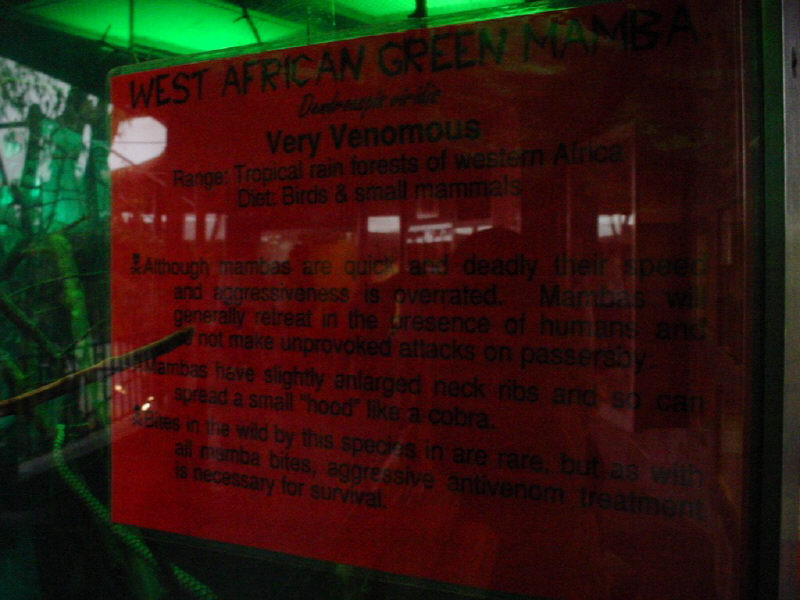 WEST AFRICAN GREEN MAMBA
Dendroaspis viridis
Very Venomous
Range: Tropical rain forests of western Africa
Diet: Birds & small mammals
Although mambas are quick and deadly their speed
and aggressiveness is overrated. Mambas will
generally retreat in the presence of humans and
not make unprovoked attacks on passersby
Mambas have slightly enlarged neck ribs and so can
spread a small "hood" like a cobra.
Bites in the wild by this species in are rare, but as with
all mamba bites, aggressive antivenom treatment
is necessary for survival.